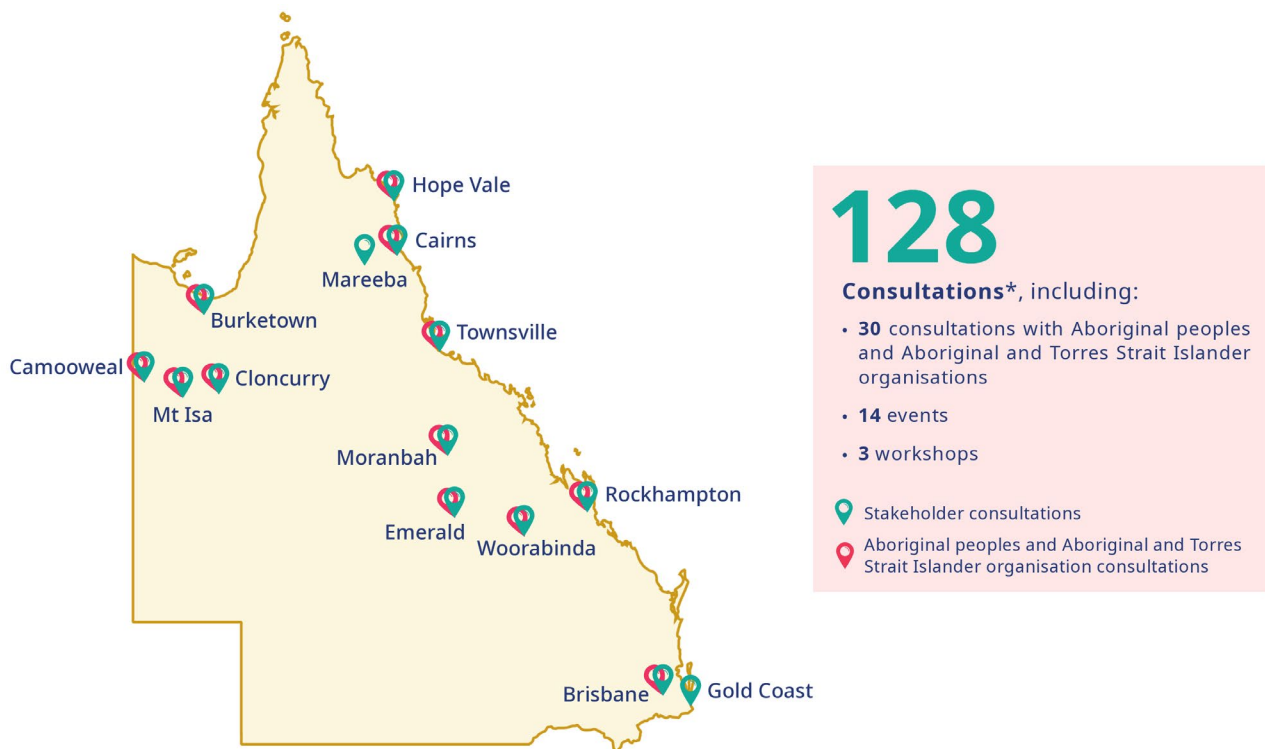 Hope Vale
Cairns
Mareeba
Burketown
Townsville
Camooweal
Cloncurry
Mt Isa
Moranbah
Rockhampton
Emerald
Woorabinda
Brisbane
Gold Coast
128
Consultations*, including:
• 30 consultations with Aboriginal peoples
and Aboriginal and Torres Strait Islander
organisations
• 14 events
• 3 workshops
Stakeholder consultations
Aboriginal peoples and Aboriginal and Torres
Strait Islander organisation consultations